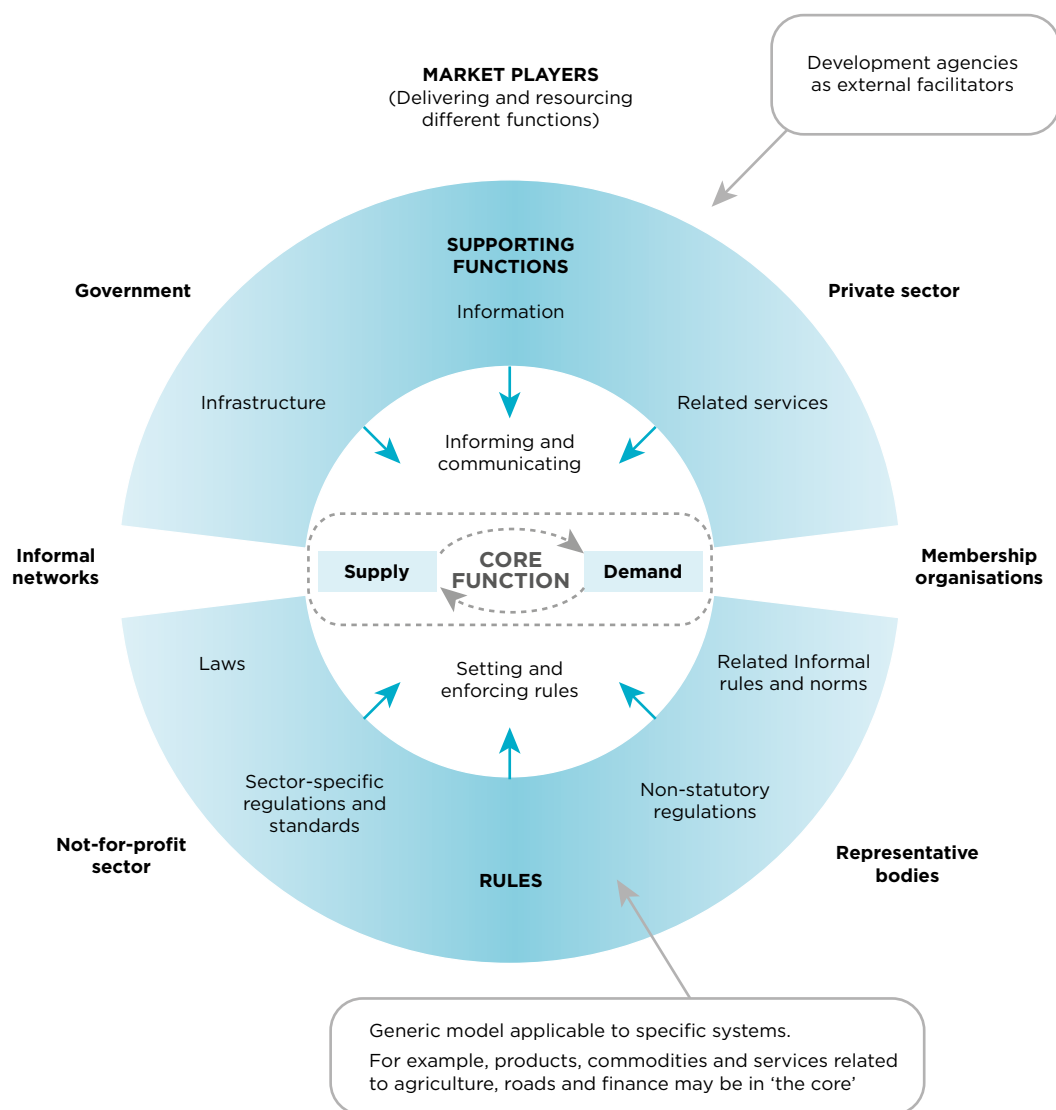 MARKET PLAYERS
(Delivering and resourcing
different functions)
Development agencies
as external facilitators
SUPPORTING
FUNCTIONS
Government
Private sector
Information
Infrastructure
Related services
Informing and
communicating
Informal
networks
Supply
CORE
FUNCTION
Demand
Membership
organisations
Laws
Setting and
enforcing rules
Related Informal
rules and norms
Sector-specific
regulations and
standards
Non-statutory
regulations
Not-for-profit
sector
RULES
Representative
bodies
Generic model applicable to specific systems.
For example, products, commodities and services related
to agriculture, roads and finance may be in ‘the core’